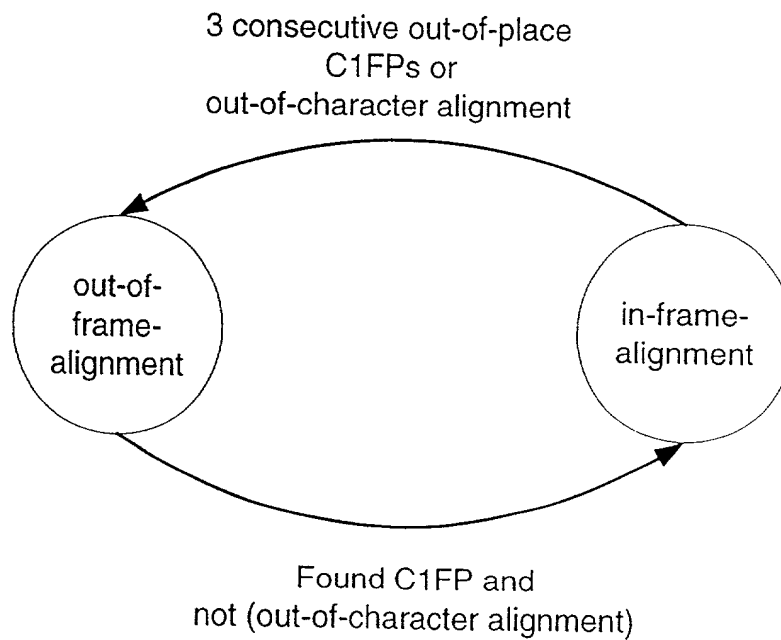 3 consecutive out-of-place
C1FPs or
out-of-character alignment
out-of-
frame-
alignment
in-frame-
alignment
Found C1FP and
not (out-of-character alignment)